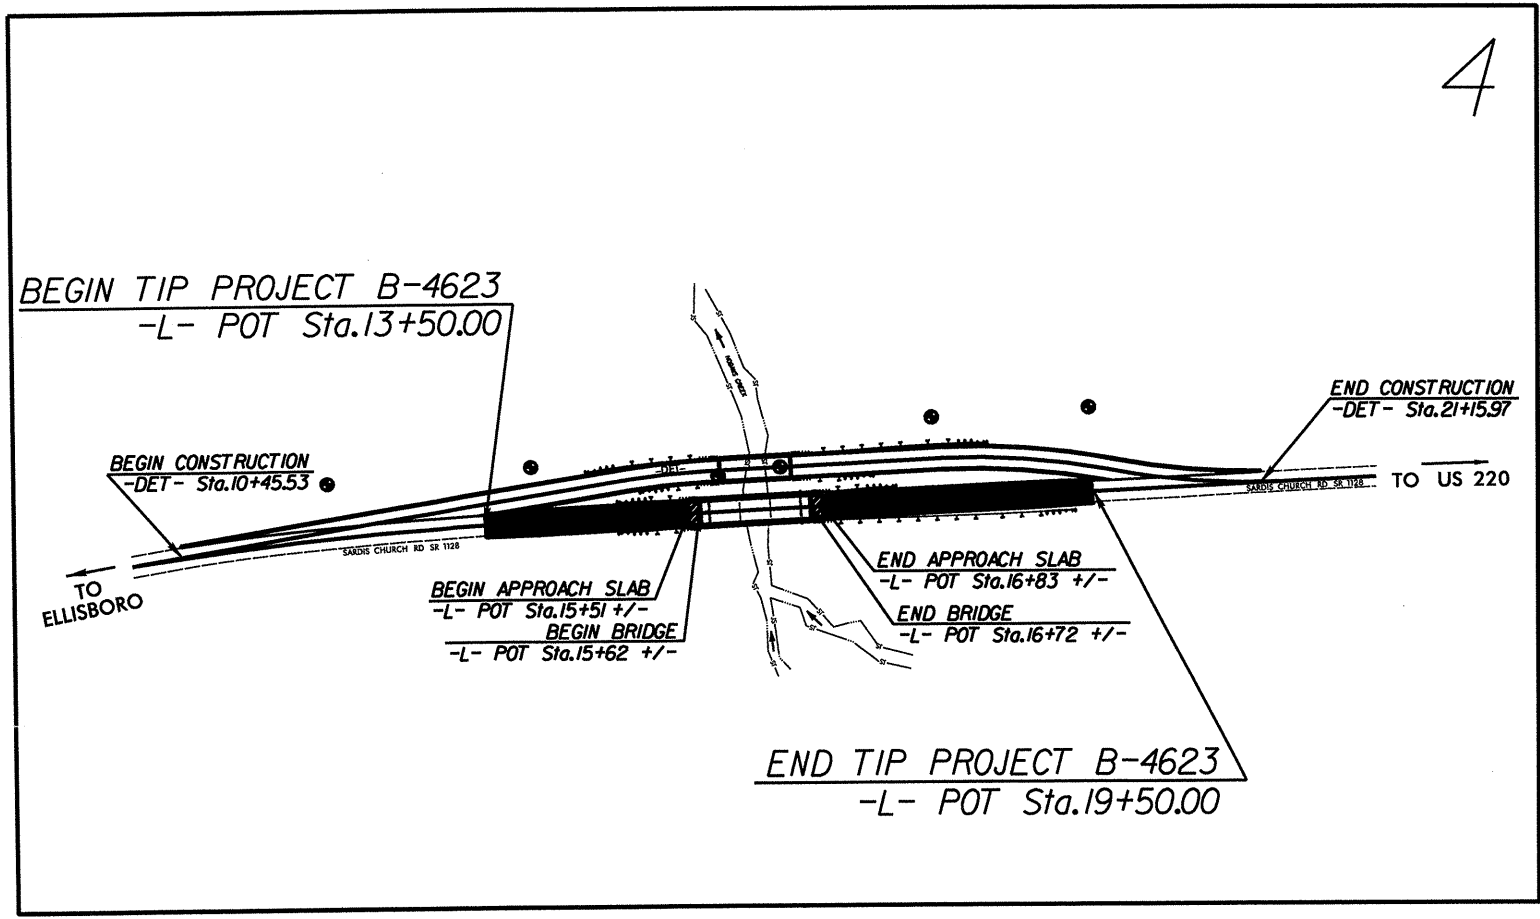 4
BEGIN TIP PROJECT B-4623
-L- POT Sta.13+50.00
END CONSTRUCTION
-DET- Sta.21+15.97
BEGIN CONSTRUCTION
-DET- Sta.10+45.53
-DET-
TO US 220
SARDIS CHURCH RD SR 1128
SARDIS CHURCH RD SR 1128
TO
ELLISBORO
BEGIN APPROACH SLAB
-L- POT Sta.15+51 +/-
BEGIN BRIDGE
-L- POT Sta.15+62 +/-
END APPROACH SLAB
-L- POT Sta.16+83 +/-
END BRIDGE
-L- POT Sta.16+72 +/-
END TIP PROJECT B-4623
-L- POT Sta.19+50.00